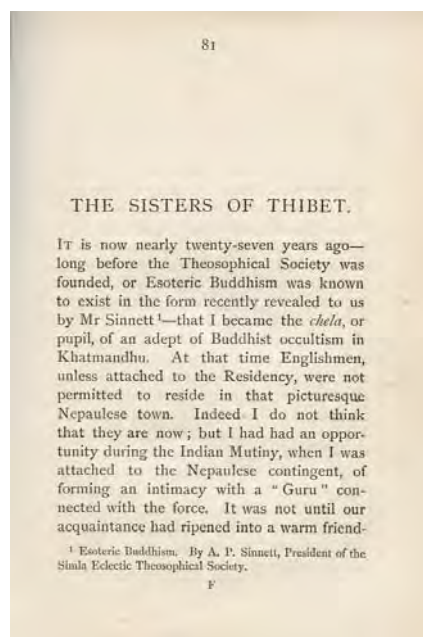 81
THE SISTERS OF THIBET.
IT is now nearly twenty-seven years ago—
long before the Theosophical Society was
founded, or Esoteric Buddhism was known
to exist in the form recently revealed to us
by Mr Sinnett¹—that I became the chela, or
pupil, of an adept of Buddhist occultism in
Khatmandhu. At that time Englishmen,
unless attached to the Residency, were not
permitted to reside in that picturesque
Nepaulese town. Indeed I do not think
that they are now; but I had had an oppor-
tunity during the Indian Mutiny, when I was
attached to the Nepaulese contingent, of
forming an intimacy with a "Guru" con-
nected with the force. It was not until our
acquaintance had ripened into a warm friend-
¹ Esoteric Buddhism. By A. P. Sinnett, President of the
Simla Eclectic Theosophical Society.
F